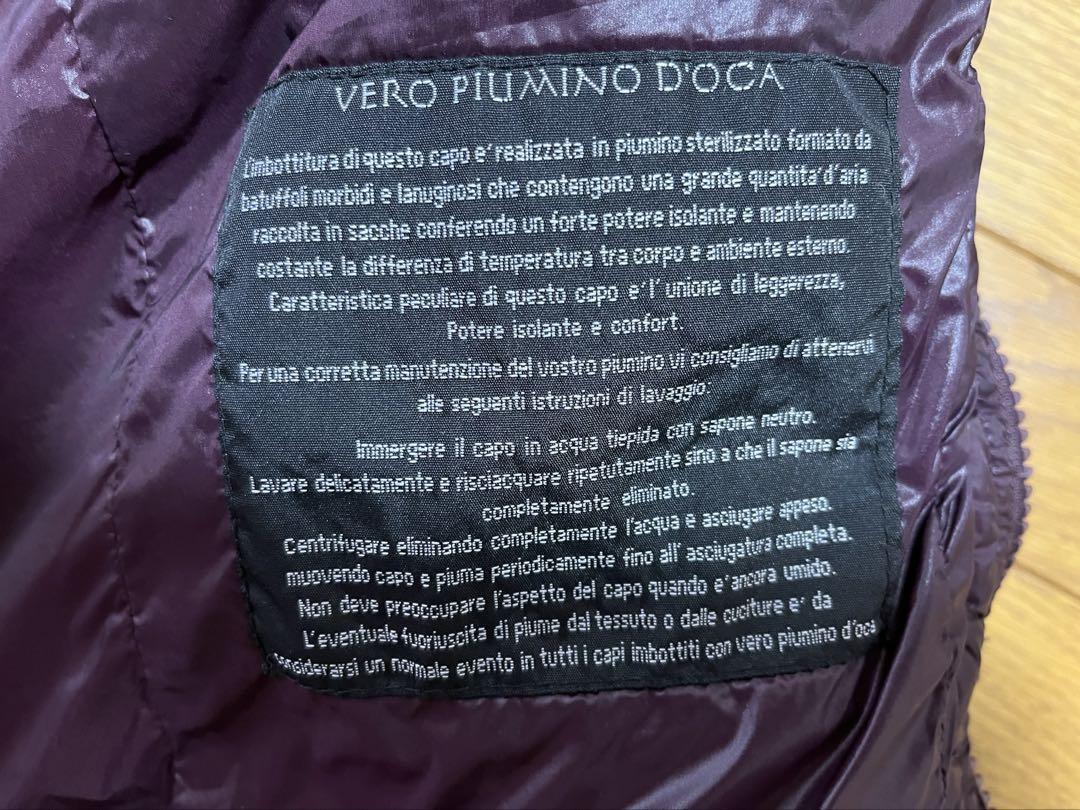 VERO PIUMINO D'OCA
L'imbottitura di questo capo e' realizzata in piumino sterilizzato formato da
batuffoli morbidi e lanuginosi che contengono una grande quantita' d'aria
raccolta in sacche conferendo un forte potere isolante e mantenendo
costante la differenza di temperatura tra corpo e ambiente esterno.
Caratteristica peculiare di questo capo e' l' unione di leggerezza,
Potere isolante e confort.
Per una corretta manutenzione del vostro piumino vi consigliamo di attenervi
alle seguenti istruzioni di lavaggio:
Immergere il capo in acqua tiepida con sapone neutro.
Lavare delicatamente e risciacquare ripetutamente sino a che il sapone sia
completamente eliminato.
Centrifugare eliminando completamente l'acqua e asciugare appeso.
muovendo capo e piuma periodicamente fino all' asciugatura completa.
Non deve preoccupare l'aspetto del capo quando e' ancora umido.
L'eventuale fuoriuscita di piume dal tessuto o dalle cuciture e' da
considerarsi un normale evento in tutti i capi imbottiti con vero piumino d'oca